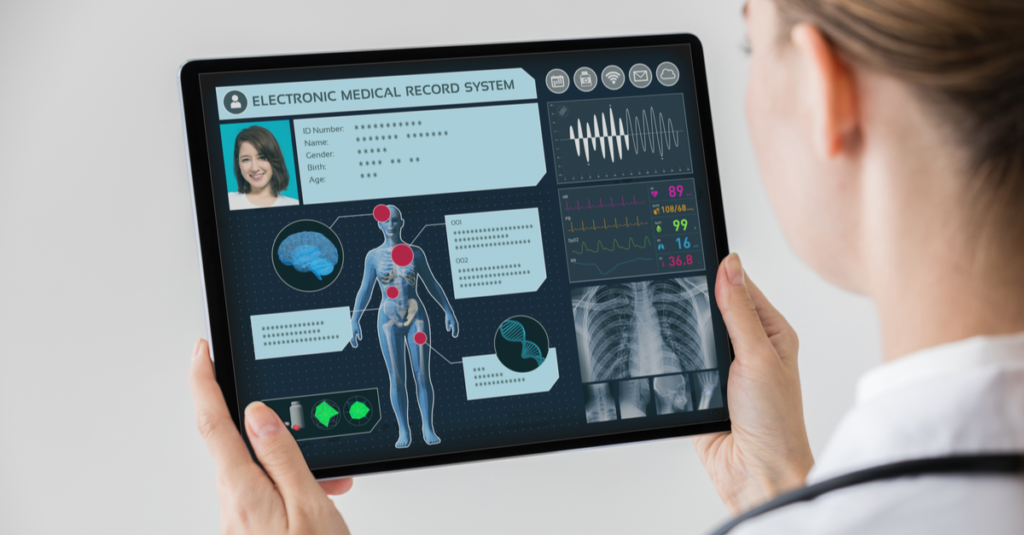 ELECTRONIC MEDICAL RECORD SYSTEM
ID Number: ***********
Name: ******* *******
Gender: *****
Birth: **** ** **
Age: ***
001
002
89
108/68
99
16
36.8